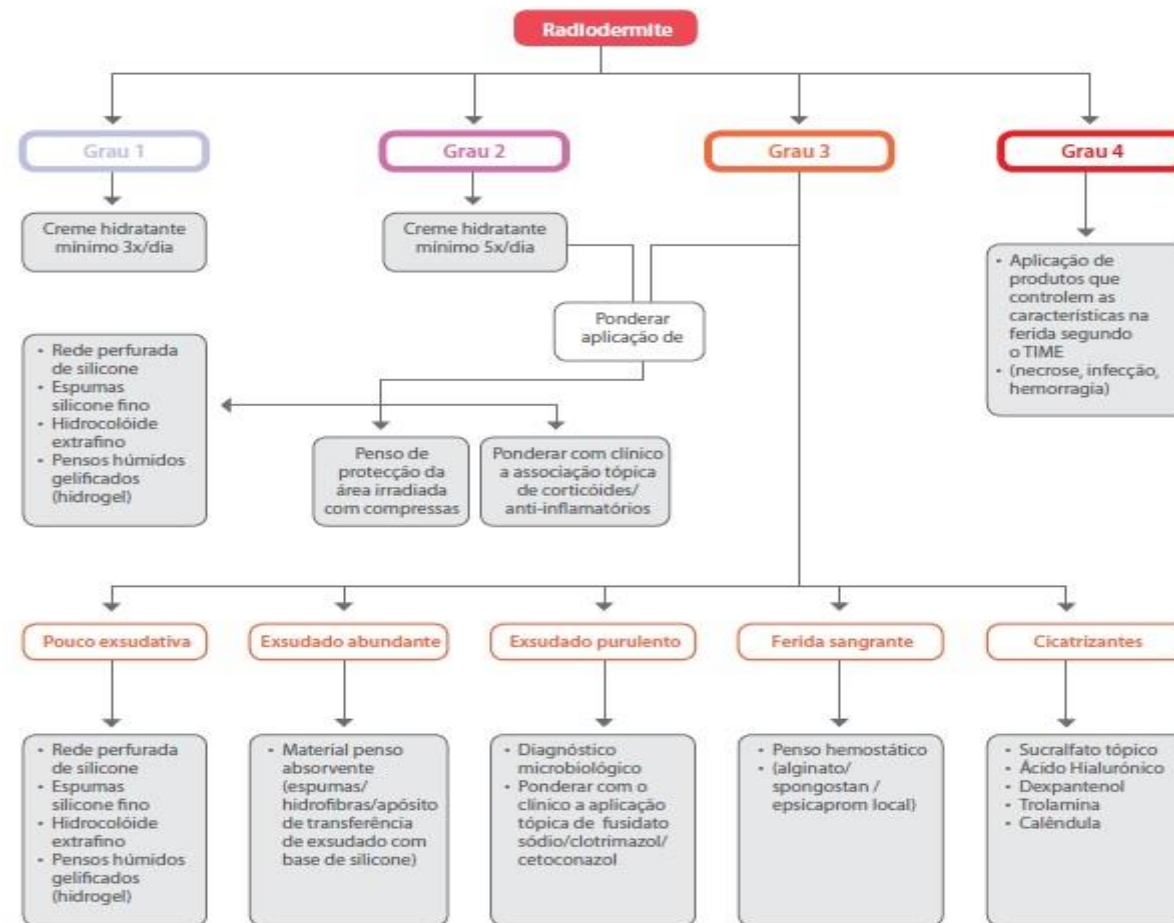 Radiodermite
Grau 1
Grau 2
Grau 3
Grau 4
Creme hidratante
mínimo 3x/dia
Creme hidratante
mínimo 5x/dia
• Aplicação de
produtos que
controlem as
características na
ferida segundo
o TIME
• (necrose, infecção,
hemorragia)
Ponderar
aplicação de
• Rede perfurada
de silicone
• Espumas
silicone fino
• Hidrocolóide
extrafino
• Pensos húmidos
gelificados
(hidrogel)
Penso de
protecção da
área irradiada
com compressas
Ponderar com clínico
a associação tópica
de corticóides/
anti-inflamatórios
Pouco exsudativa
Exsudado abundante
Exsudado purulento
Ferida sangrante
Cicatrizantes
• Rede perfurada
de silicone
• Espumas
silicone fino
• Hidrocolóide
extrafino
• Pensos húmidos
gelificados
(hidrogel)
• Material penso
absorvente
(espumas/
hidrofibras/apósito
de transferência
de exsudado com
base de silicone)
• Diagnóstico
microbiológico
• Ponderar com o
clínico a aplicação
tópica de fusidato
sódio/clotrimazol/
cetoconazol
• Penso hemostático
• (alginato/
spongostan /
epsicaprom local)
• Sucralfato tópico
• Ácido Hialurónico
• Dexpantenol
• Trolamina
• Calêndula